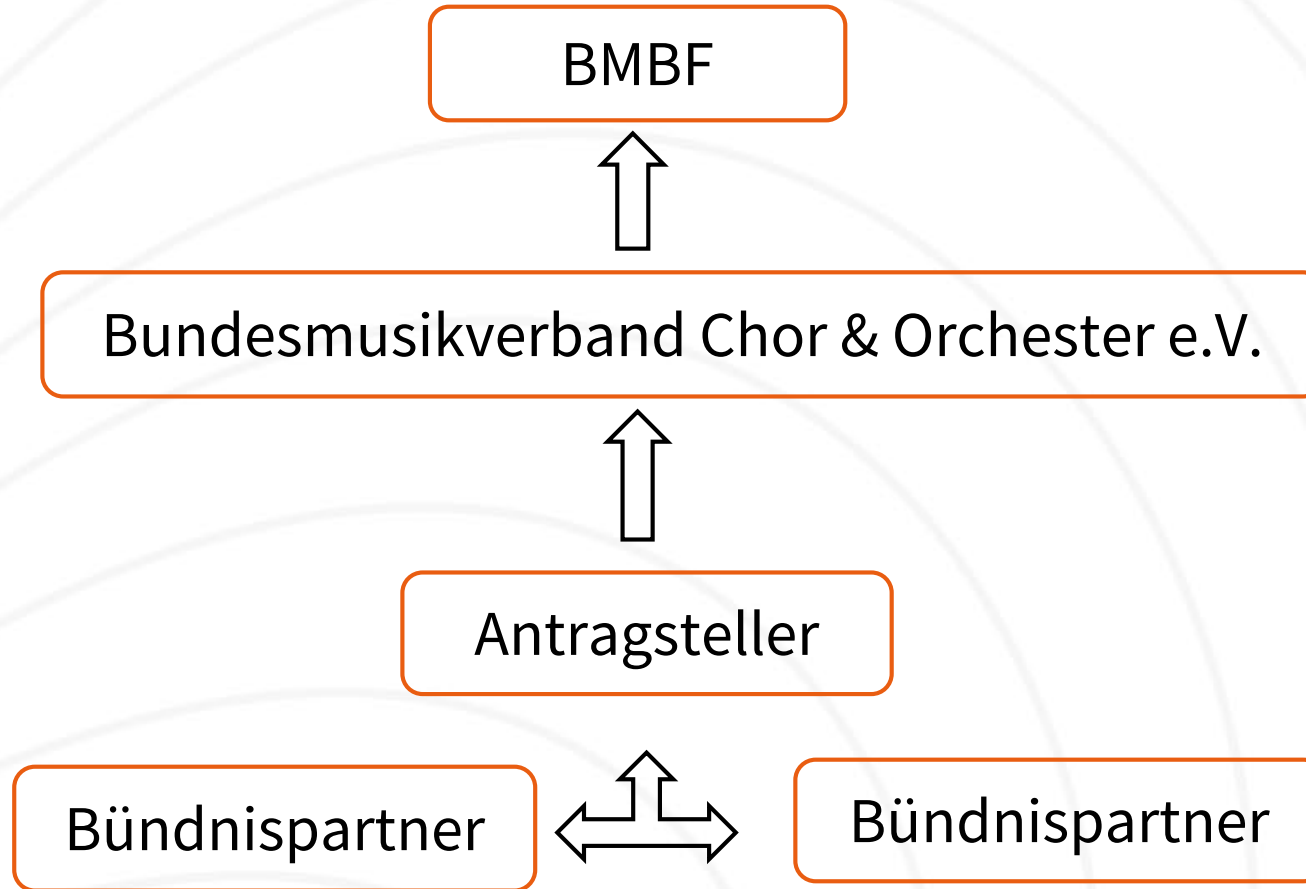 BMBF
Bundesmusikverband Chor & Orchester e.V.
Antragsteller
Bündnispartner
Bündnispartner